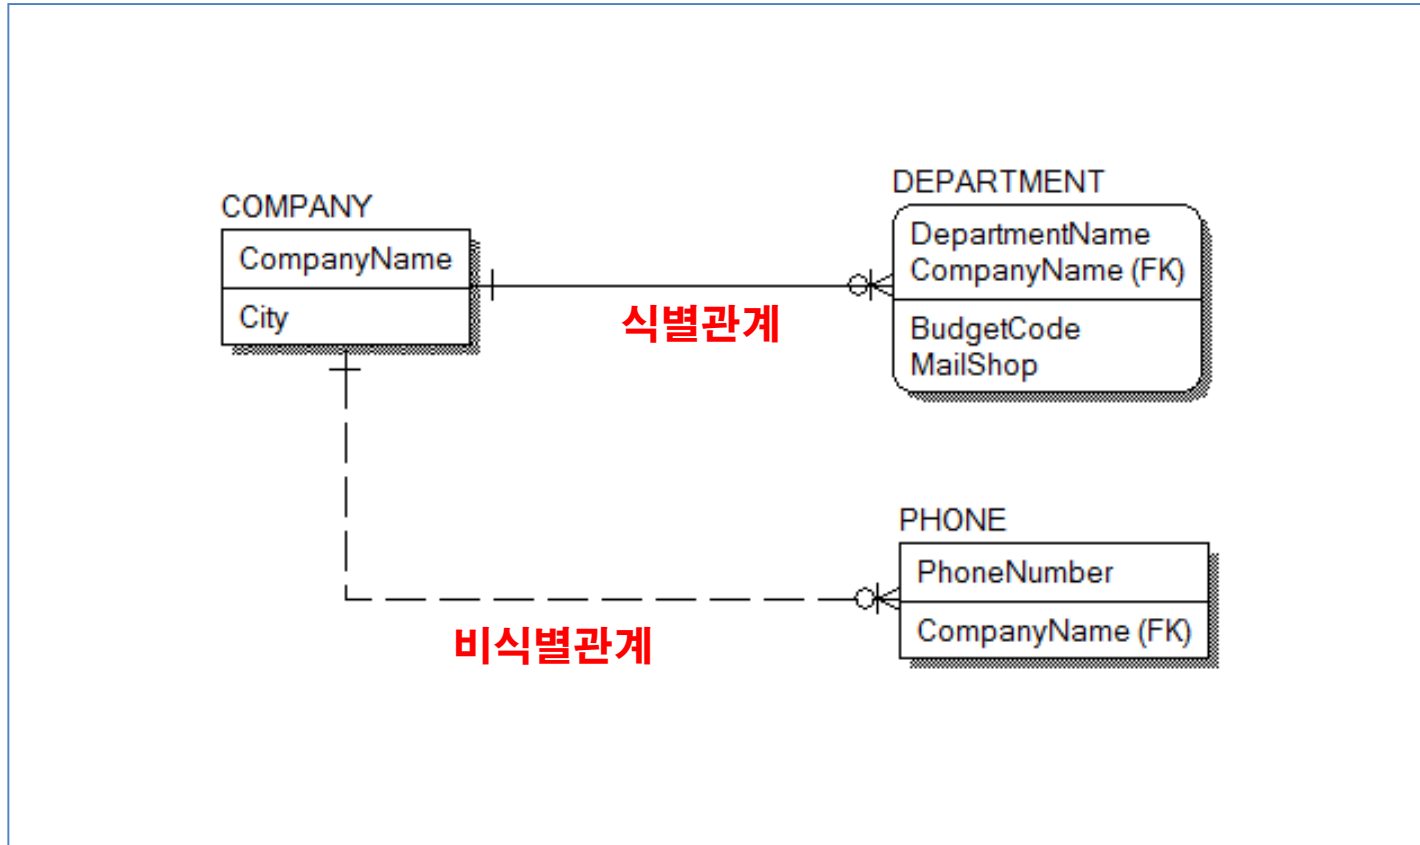 COMPANY
CompanyName
City
식별관계
DEPARTMENT
DepartmentName
CompanyName (FK)
BudgetCode
MailShop
비식별관계
PHONE
PhoneNumber
CompanyName (FK)